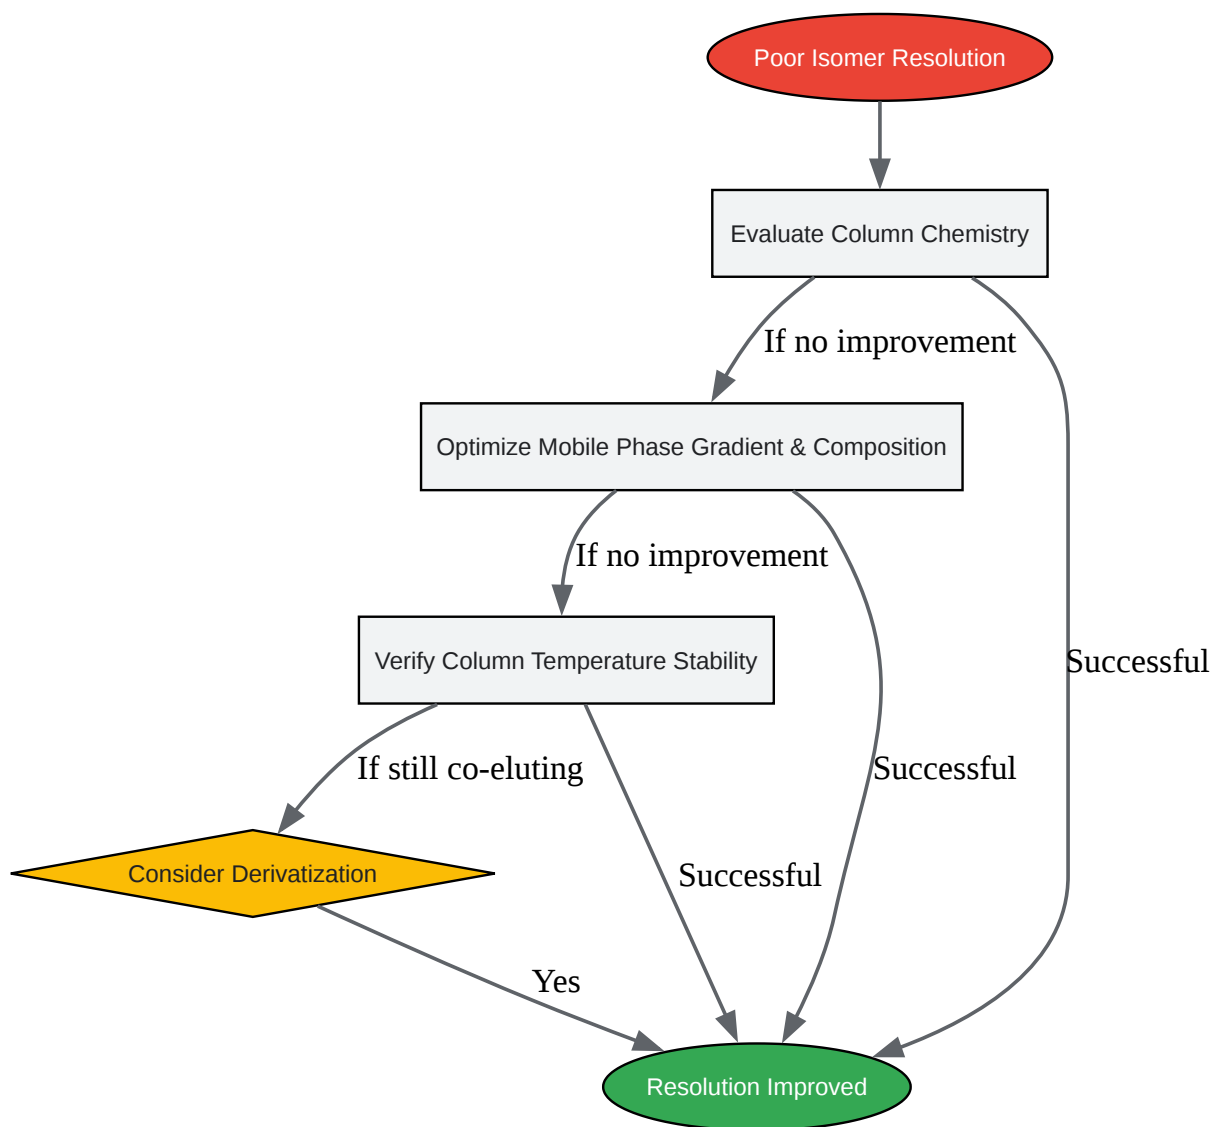 Poor Isomer Resolution
Evaluate Column Chemistry
If no improvement
Optimize Mobile Phase Gradient & Composition
If no improvement
Verify Column Temperature Stability
Successful
If still co-eluting
Successful
Consider Derivatization
Successful
Yes
Resolution Improved